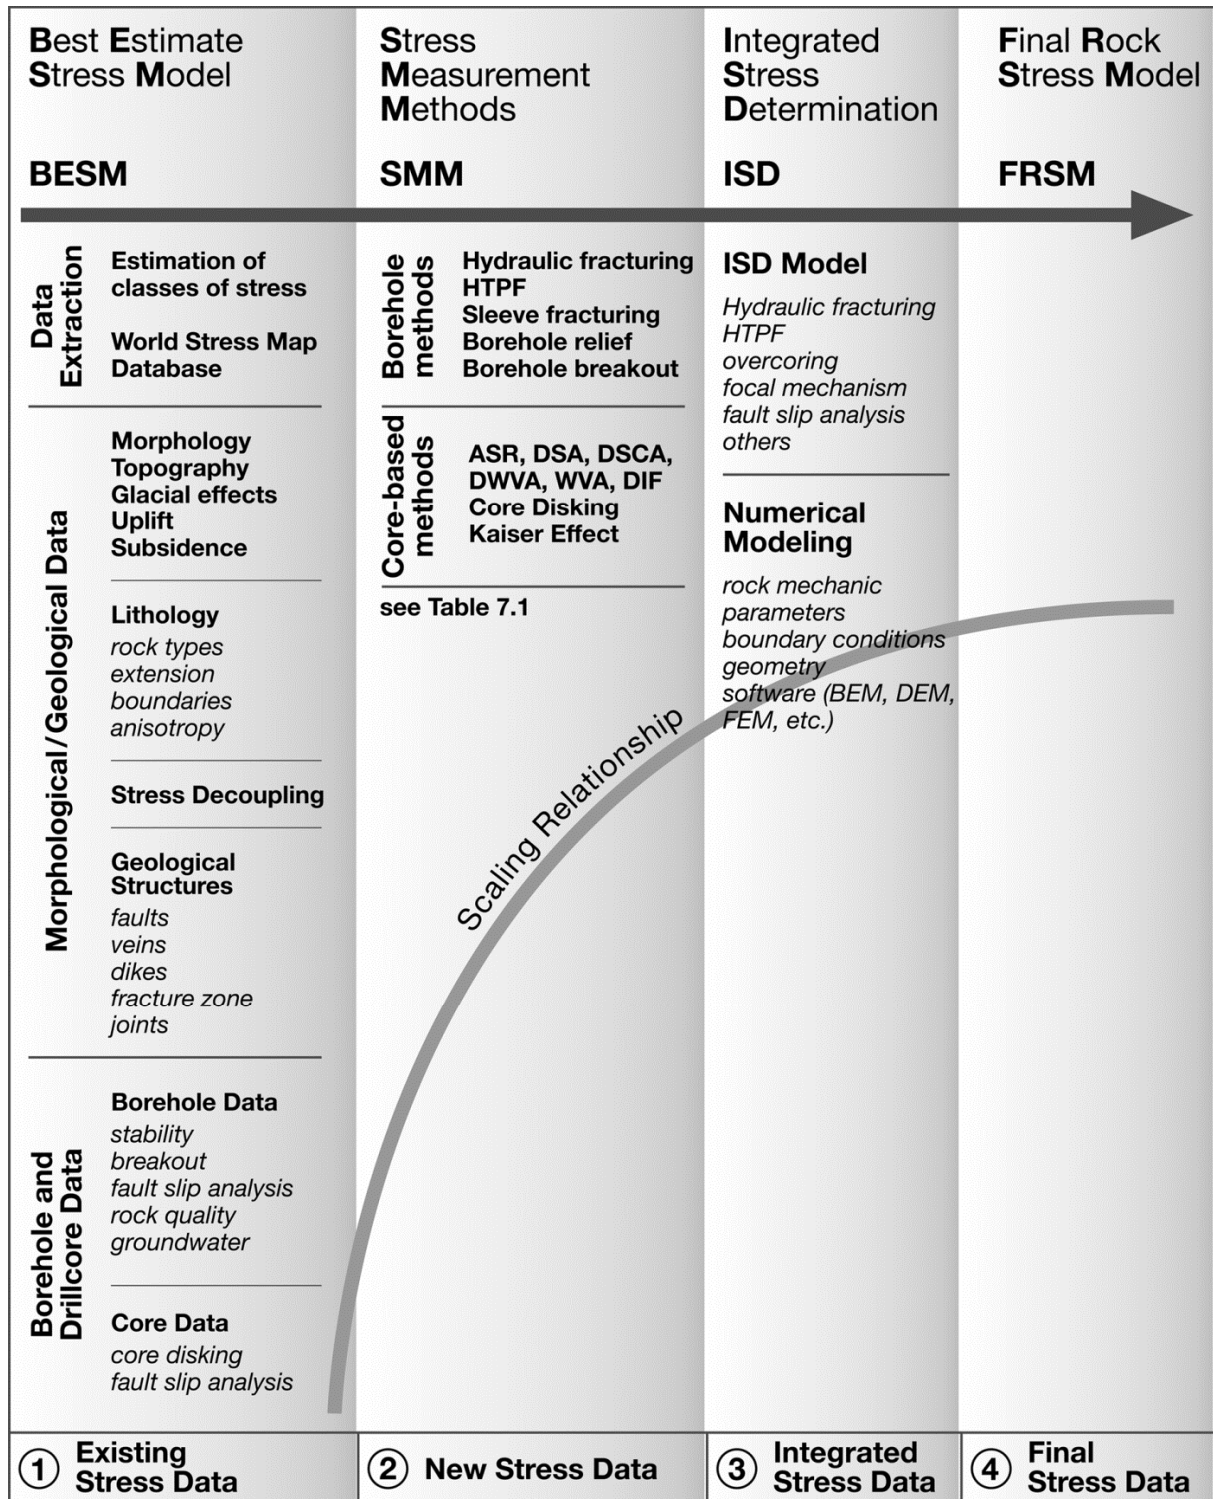 Best Estimate
Stress Model
BESM
Stress
Measurement
Methods
SMM
Integrated
Stress
Determination
ISD
Final Rock
Stress Model
FRSM
Data
Extraction
Estimation of
classes of stress
World Stress Map
Database
Morphological/Geological Data
Morphology
Topography
Glacial effects
Uplift
Subsidence
Lithology
rock types
extension
boundaries
anisotropy
Stress Decoupling
Geological
Structures
faults
veins
dikes
fracture zone
joints
Borehole and
Drillcore Data
Borehole Data
stability
breakout
fault slip analysis
rock quality
groundwater
Core Data
core disking
fault slip analysis
Borehole
methods
Hydraulic fracturing
HTPF
Sleeve fracturing
Borehole relief
Borehole breakout
Core-based
methods
ASR, DSA, DSCA,
DWVA, WVA, DIF
Core Disking
Kaiser Effect
see Table 7.1
Scaling Relationship
ISD Model
Hydraulic fracturing
HTPF
overcoring
focal mechanism
fault slip analysis
others
Numerical
Modeling
rock mechanic
parameters
boundary conditions
geometry
software (BEM, DEM,
FEM, etc.)
1 Existing
Stress Data
2 New Stress Data
3 Integrated
Stress Data
4 Final
Stress Data